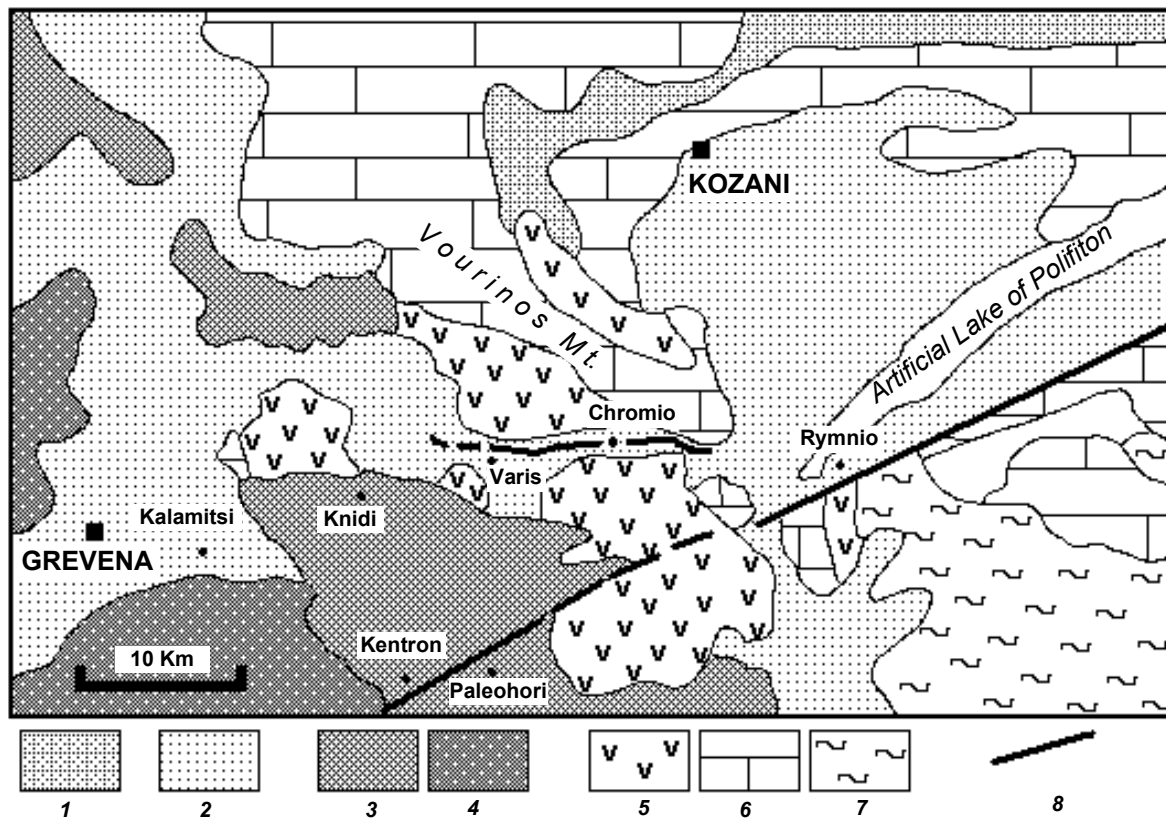 KOZANI
Vourinos Mt.
Artificial Lake of Polifiton
Chromio
Rymnio
Varis
Knidi
Kalamitsi
GREVENA
Kentron
10 Km
Paleohori
1 2 3 4 5 6 7 8